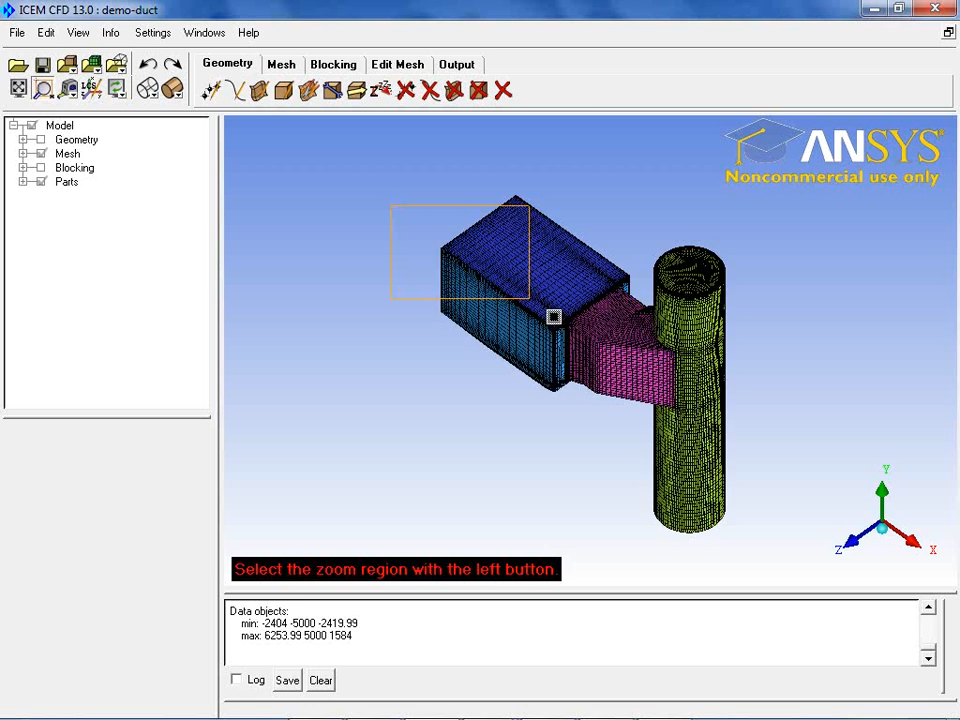 ICEM CFD 13.0 : demo-duct
File Edit View Info Settings Windows Help
Geometry Mesh Blocking Edit Mesh Output
LCS
Model
Geometry
Mesh
Blocking
Parts
ANSYS
Noncommercial use only
Y
Z X
Select the zoom region with the left button.
Data objects:
min: -2404 -5000 -2419.99
max: 6253.99 5000 1584
Log Save Clear